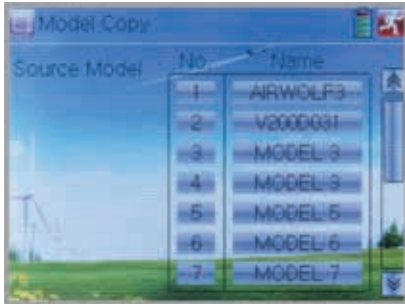 Model Copy
Source Model
No. Name
1 AIRWOLF3
2 V200D031
3 MODEL 3
4 MODEL 3
5 MODEL 5
6 MODEL 6
7 MODEL 7